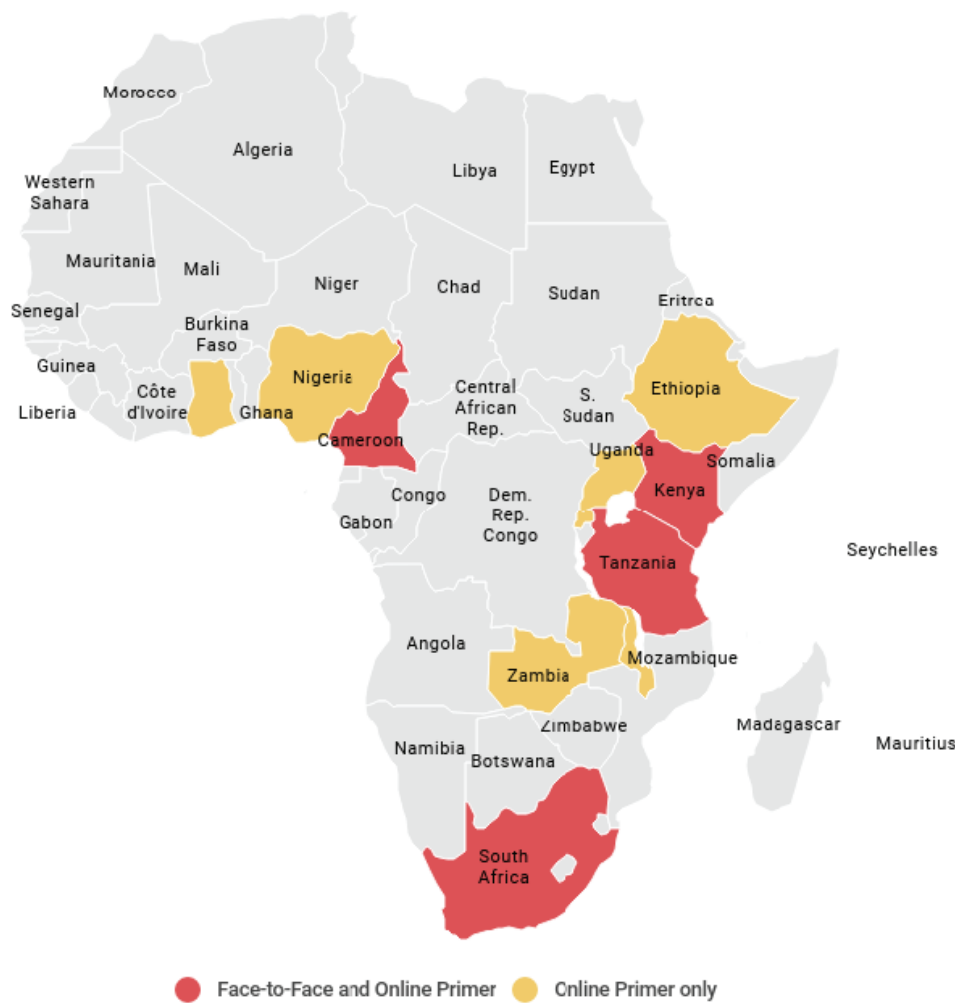 Morocco
Algeria
Libya
Egypt
Western
Sahara
Mauritania
Mali
Niger
Chad
Sudan
Eritrea
Senegal
Burkina
Faso
Guinea
Nigeria
Ethiopia
Côte
d'Ivoire
Central
African
Rep.
S.
Sudan
Liberia
Ghana
Cameroon
Uganda
Somalia
Kenya
Congo
Dem.
Rep.
Congo
Gabon
Seychelles
Tanzania
Angola
Mozambique
Zambia
Zimbabwe
Madagascar
Mauritius
Namibia
Botswana
South
Africa
Face-to-Face and Online Primer
Online Primer only